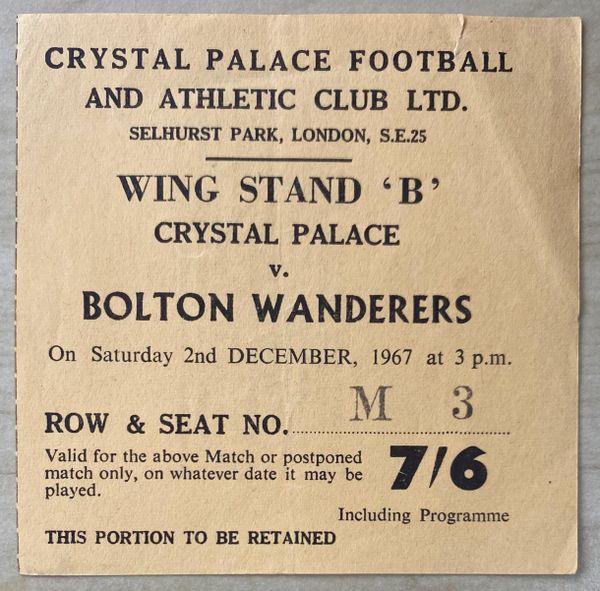 CRYSTAL PALACE FOOTBALL
AND ATHLETIC CLUB LTD.
SELHURST PARK, LONDON, S.E.25
WING STAND ‘B’
CRYSTAL PALACE
v.
BOLTON WANDERERS
On Saturday 2nd DECEMBER, 1967 at 3 p.m.
ROW & SEAT NO. M 3
Valid for the above Match or postponed
match only, on whatever date it may be
played.
7/6
Including Programme
THIS PORTION TO BE RETAINED